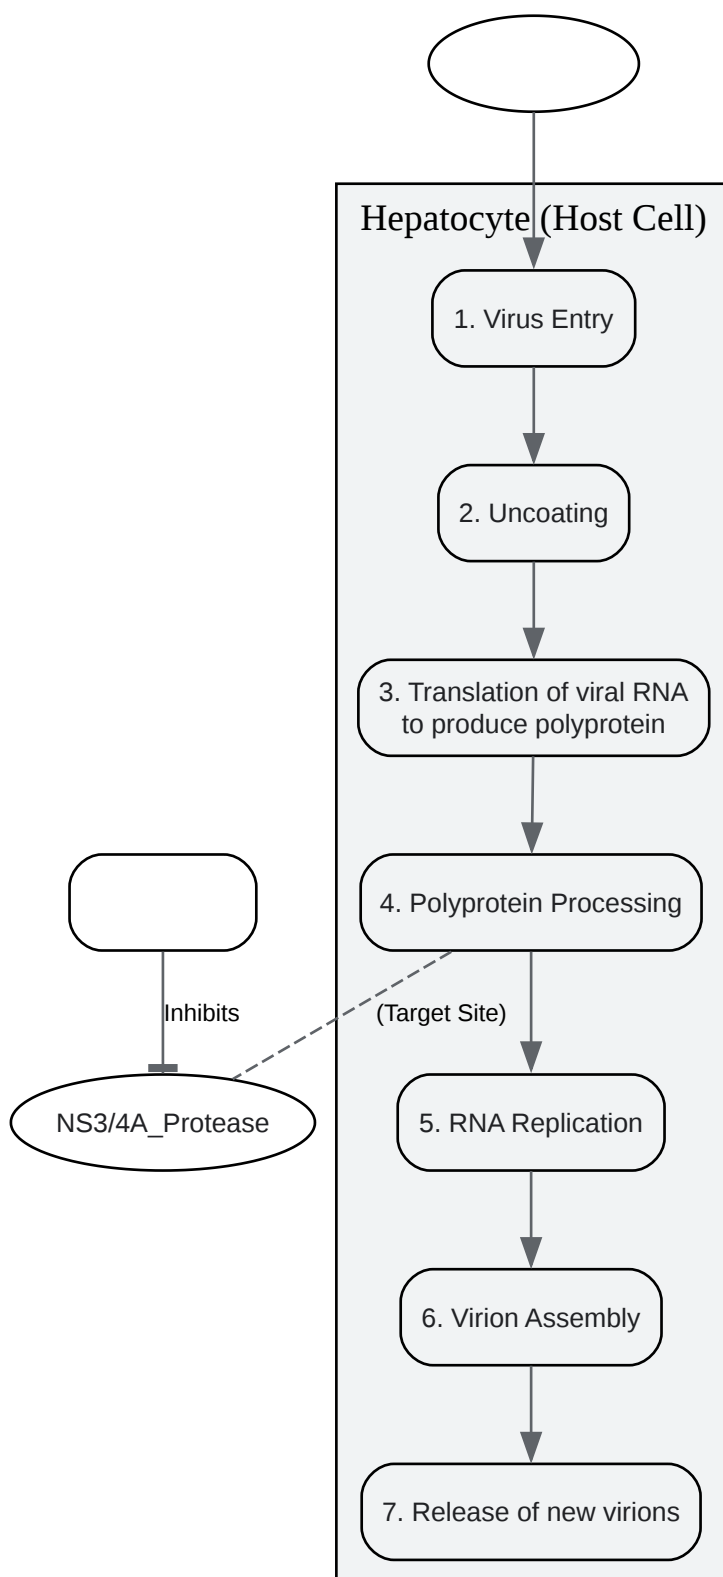 Hepatocyte (Host Cell)
1. Virus Entry
2. Uncoating
3. Translation of viral RNA
to produce polyprotein
4. Polyprotein Processing
Inhibits
(Target Site)
NS3/4A_Protease
5. RNA Replication
6. Virion Assembly
7. Release of new virions